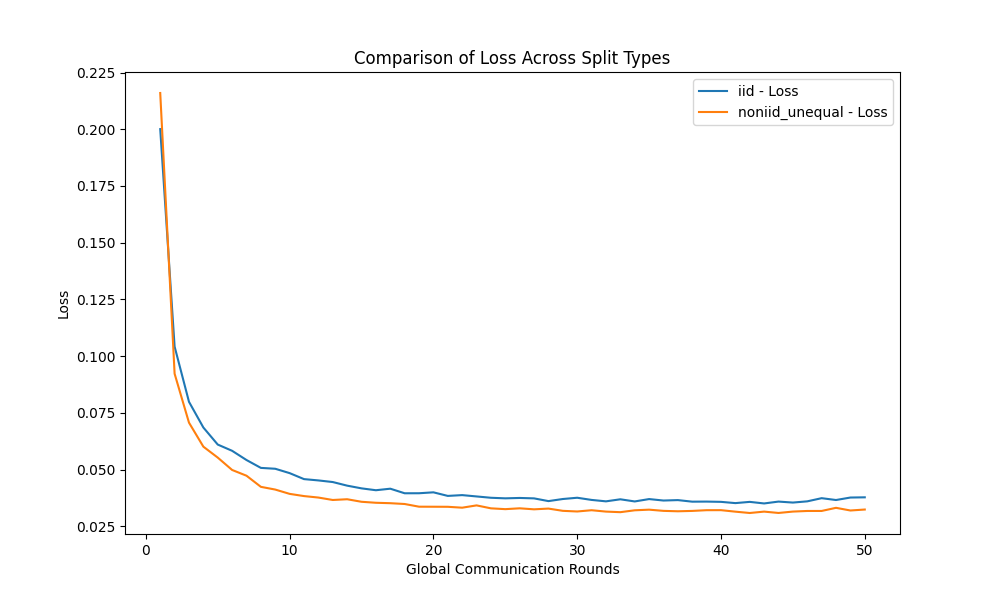 Comparison of Loss Across Split Types
iid - Loss
noniid_unequal - Loss
Loss
0.225
0.200
0.175
0.150
0.125
0.100
0.075
0.050
0.025
0 10 20 30 40 50
Global Communication Rounds